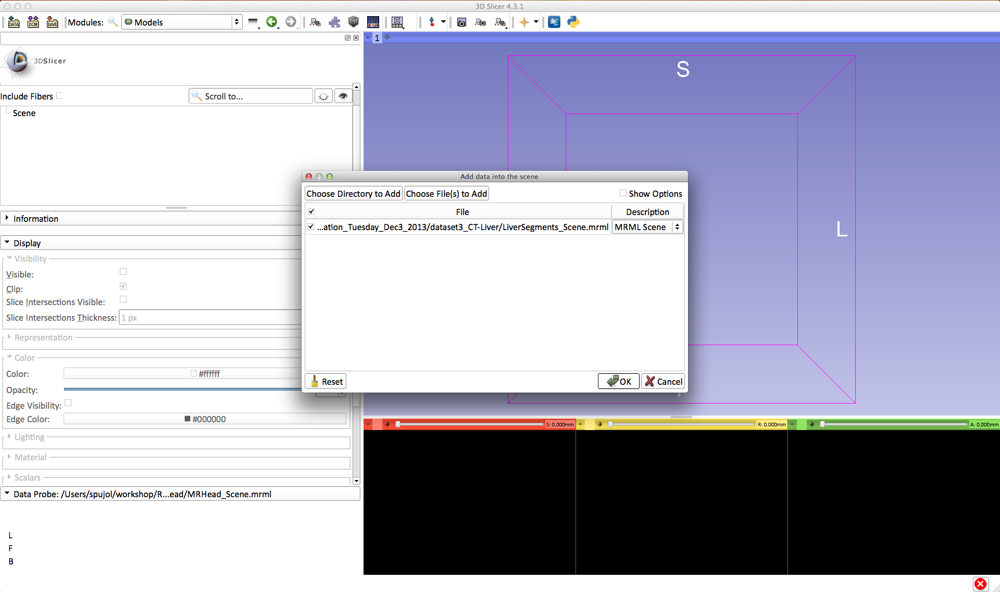 3D Slicer 4.3.1
DATA DCM SAVE Modules: Models
1
3DSlicer
Include Fibers Scroll to...
Scene
S
L
Add data into the scene
Choose Directory to Add Choose File(s) to Add Show Options
File Description
...ation_Tuesday_Dec3_2013/dataset3_CT-Liver/LiverSegments_Scene.mrml MRML Scene
Reset OK Cancel
Information
Display
Visibility
Visible:
Clip:
Slice Intersections Visible:
Slice Intersections Thickness: 1 px
Representation
Color
Color: #ffffff
Opacity:
Edge Visibility:
Edge Color: #000000
Lighting
Material
Scalars
S: 0.000mm R: 0.000mm A: 0.000mm
Data Probe: /Users/spujol/workshop/R...ead/MRHead_Scene.mrml
L
F
B